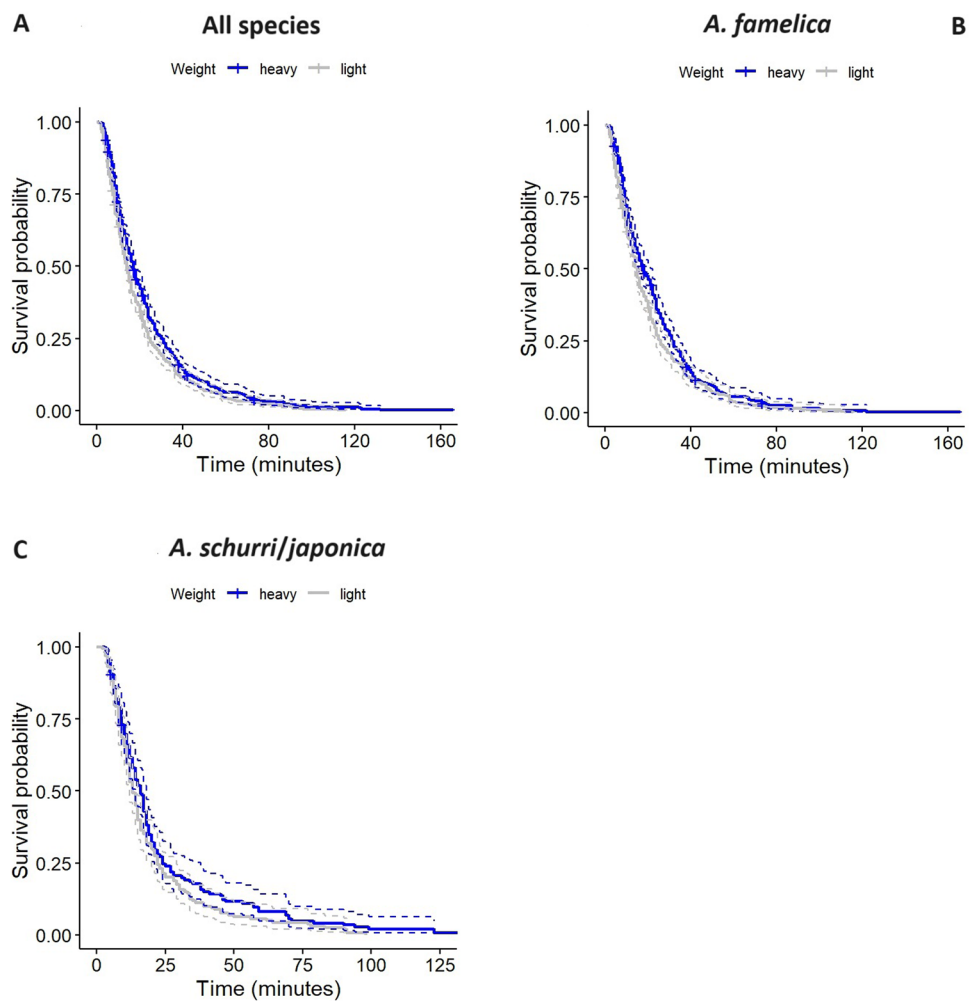 A
All species
Weight heavy light
Survival probability
1.00
0.75
0.50
0.25
0.00
0 40 80 120 160
Time (minutes)
A. famelica
B
Weight heavy light
Survival probability
1.00
0.75
0.50
0.25
0.00
0 40 80 120 160
Time (minutes)
C
A. schurri/japonica
Weight heavy light
Survival probability
1.00
0.75
0.50
0.25
0.00
0 25 50 75 100 125
Time (minutes)